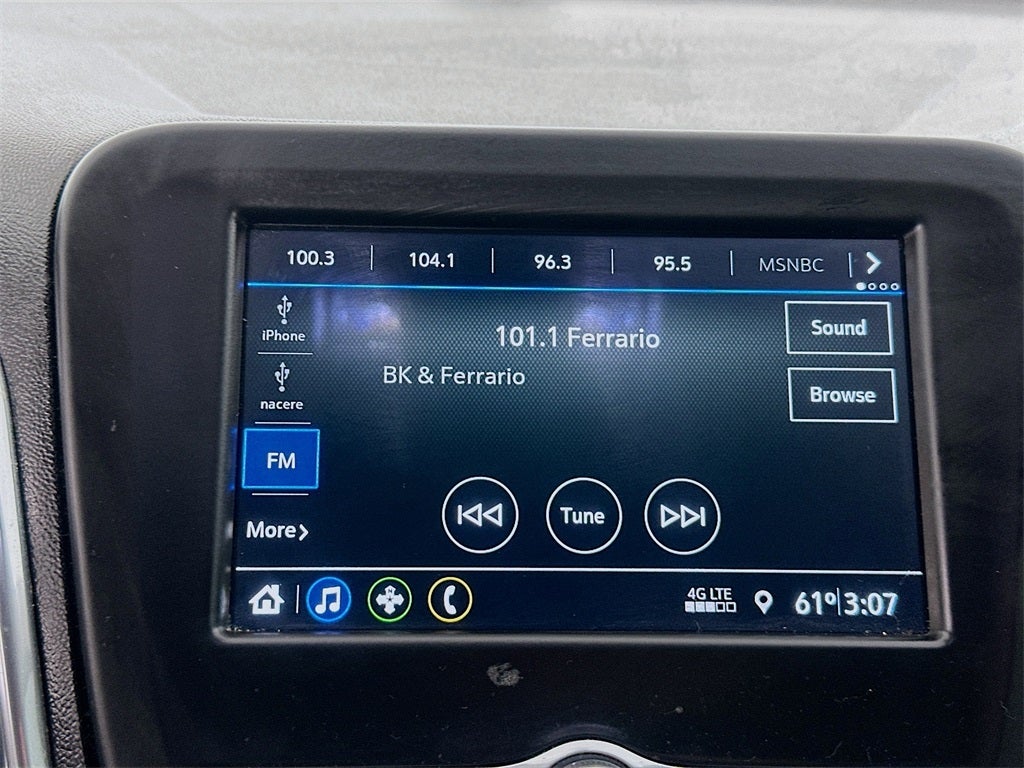 100.3 104.1 96.3 95.5 MSNBC
iPhone
101.1 Ferrario
Sound
BK & Ferrario
nacere
Browse
FM
Tune
More
4G LTE
61° 3:07